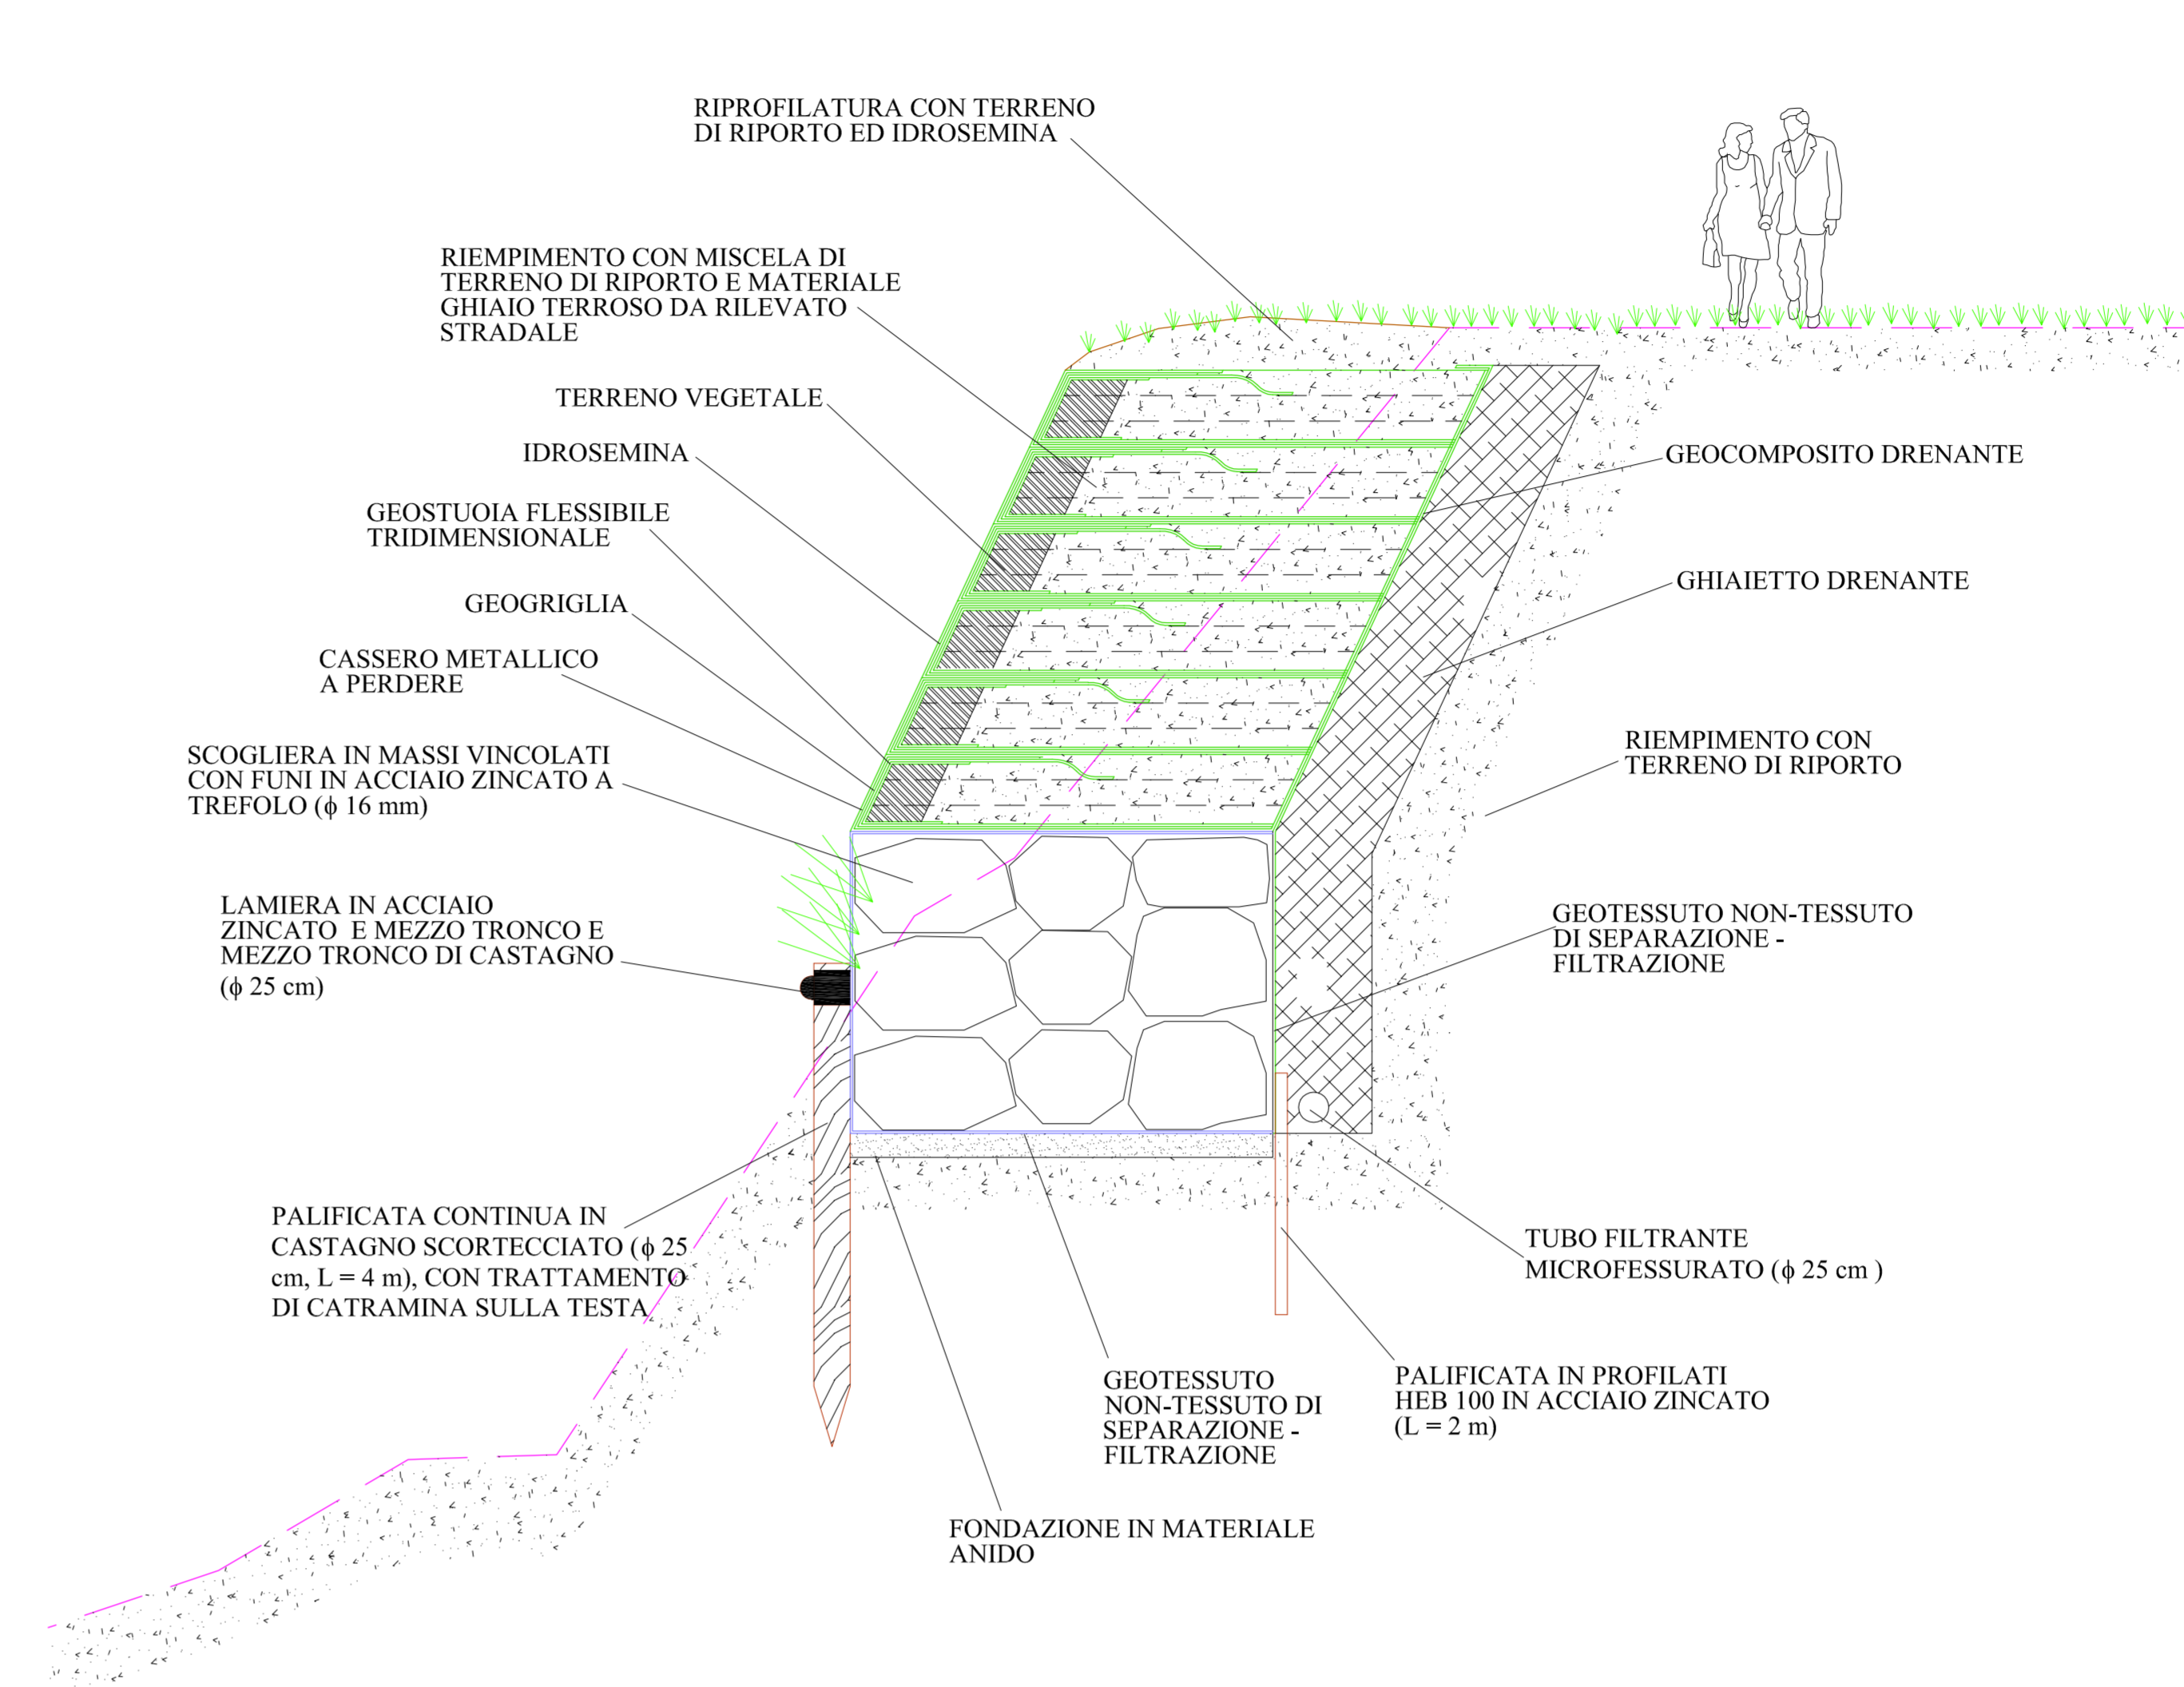 RIPROFILATURA CON TERRENO
DI RIPORTO ED IDROSEMINA
RIEMPIMENTO CON MISCELA DI
TERRENO DI RIPORTO E MATERIALE
GHIAIO TERROSO DA RILEVATO
STRADALE
TERRENO VEGETALE
IDROSEMINA
GEOSTUOIA FLESSIBILE
TRIDIMENSIONALE
GEOGRIGLIA
CASSERO METALLICO
A PERDERE
SCOGLIERA IN MASSI VINCOLATI
CON FUNI IN ACCIAIO ZINCATO A
TREFOLO (ϕ 16 mm)
LAMIERA IN ACCIAIO
ZINCATO E MEZZO TRONCO E
MEZZO TRONCO DI CASTAGNO
(ϕ 25 cm)
PALIFICATA CONTINUA IN
CASTAGNO SCORTECCIATO (ϕ 25
cm, L = 4 m), CON TRATTAMENTO
DI CATRAMINA SULLA TESTA
GEOCOMPOSITO DRENANTE
GHIAIETTO DRENANTE
RIEMPIMENTO CON
TERRENO DI RIPORTO
GEOTESSUTO NON-TESSUTO
DI SEPARAZIONE -
FILTRAZIONE
TUBO FILTRANTE
MICROFESSURATO (ϕ 25 cm )
PALIFICATA IN PROFILATI
HEB 100 IN ACCIAIO ZINCATO
(L = 2 m)
GEOTESSUTO
NON-TESSUTO DI
SEPARAZIONE -
FILTRAZIONE
FONDAZIONE IN MATERIALE
ANIDO